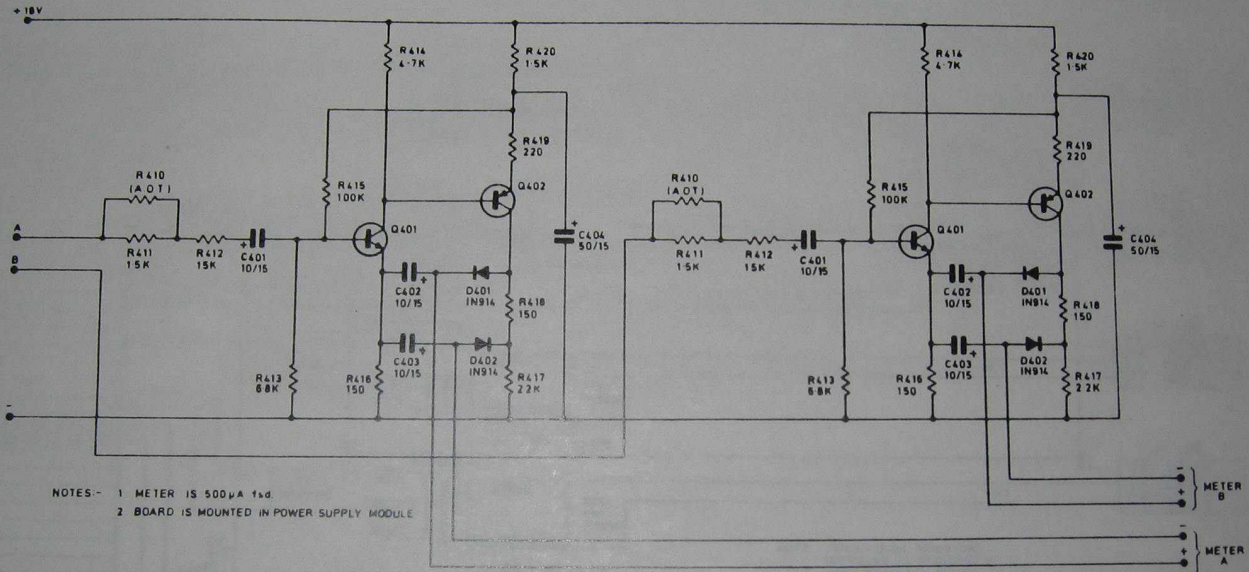 + 18V
R414
4·7K
R420
1·5K
R419
220
R415
100K
Q402
Q401
R410
(A O T)
A
B
R411
1·5K
R412
15K
C401
10/15
C404
50/15
C402
10/15
D401
IN914
R418
150
C403
10/15
D402
IN914
R413
6·8K
R416
150
R417
2·2K
-
R414
4·7K
R420
1·5K
R419
220
R415
100K
Q402
Q401
R410
(A O T)
R411
1·5K
R412
15K
C401
10/15
C404
50/15
C402
10/15
D401
IN914
R418
150
C403
10/15
D402
IN914
R413
6·8K
R416
150
R417
2·2K
NOTES:- 1 METER IS 500µA fsd.
2 BOARD IS MOUNTED IN POWER SUPPLY MODULE
-
+
METER
B
-
+
METER
A